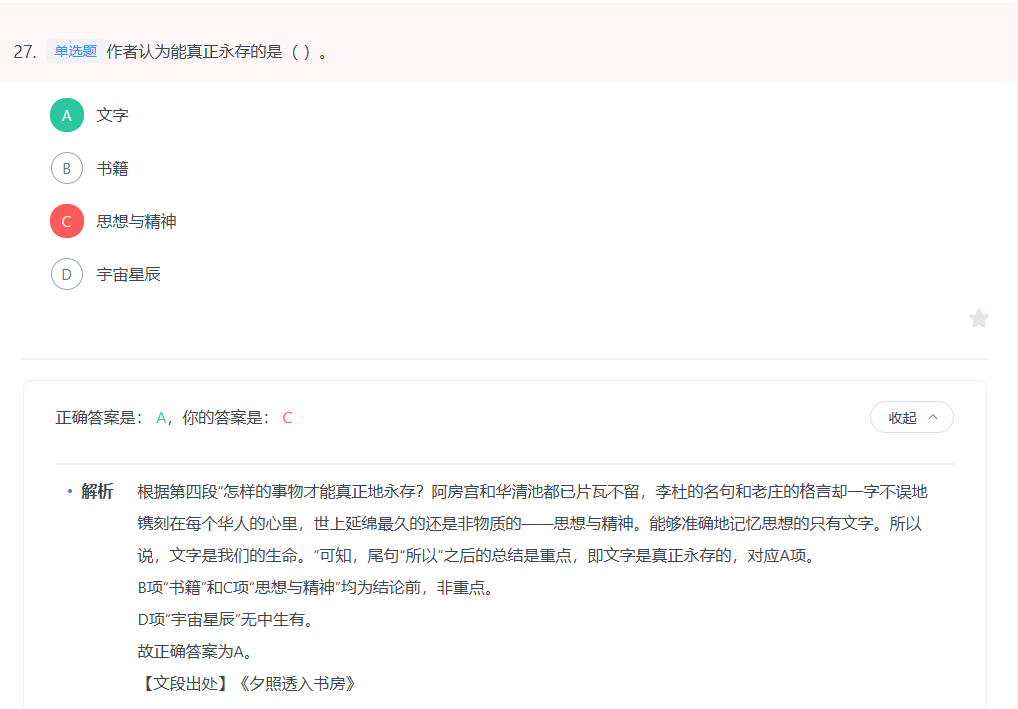 27. 单选题 作者认为能真正永存的是（ ）。
A 文字
B 书籍
C 思想与精神
D 宇宙星辰
正确答案是： A，你的答案是： C
收起
• 解析 根据第四段“怎样的事物才能真正地永存？阿房宫和华清池都已片瓦不留，李杜的名句和老庄的格言却一字不误地
镌刻在每个华人的心里，世上延绵最久的还是非物质的——思想与精神。能够准确地记忆思想的只有文字。所以
说，文字是我们的生命。“可知，尾句“所以”之后的总结是重点，即文字是真正永存的，对应A项。
B项“书籍”和C项“思想与精神”均为结论前，非重点。
D项“宇宙星辰”无中生有。
故正确答案为A。
【文段出处】《夕照透入书房》